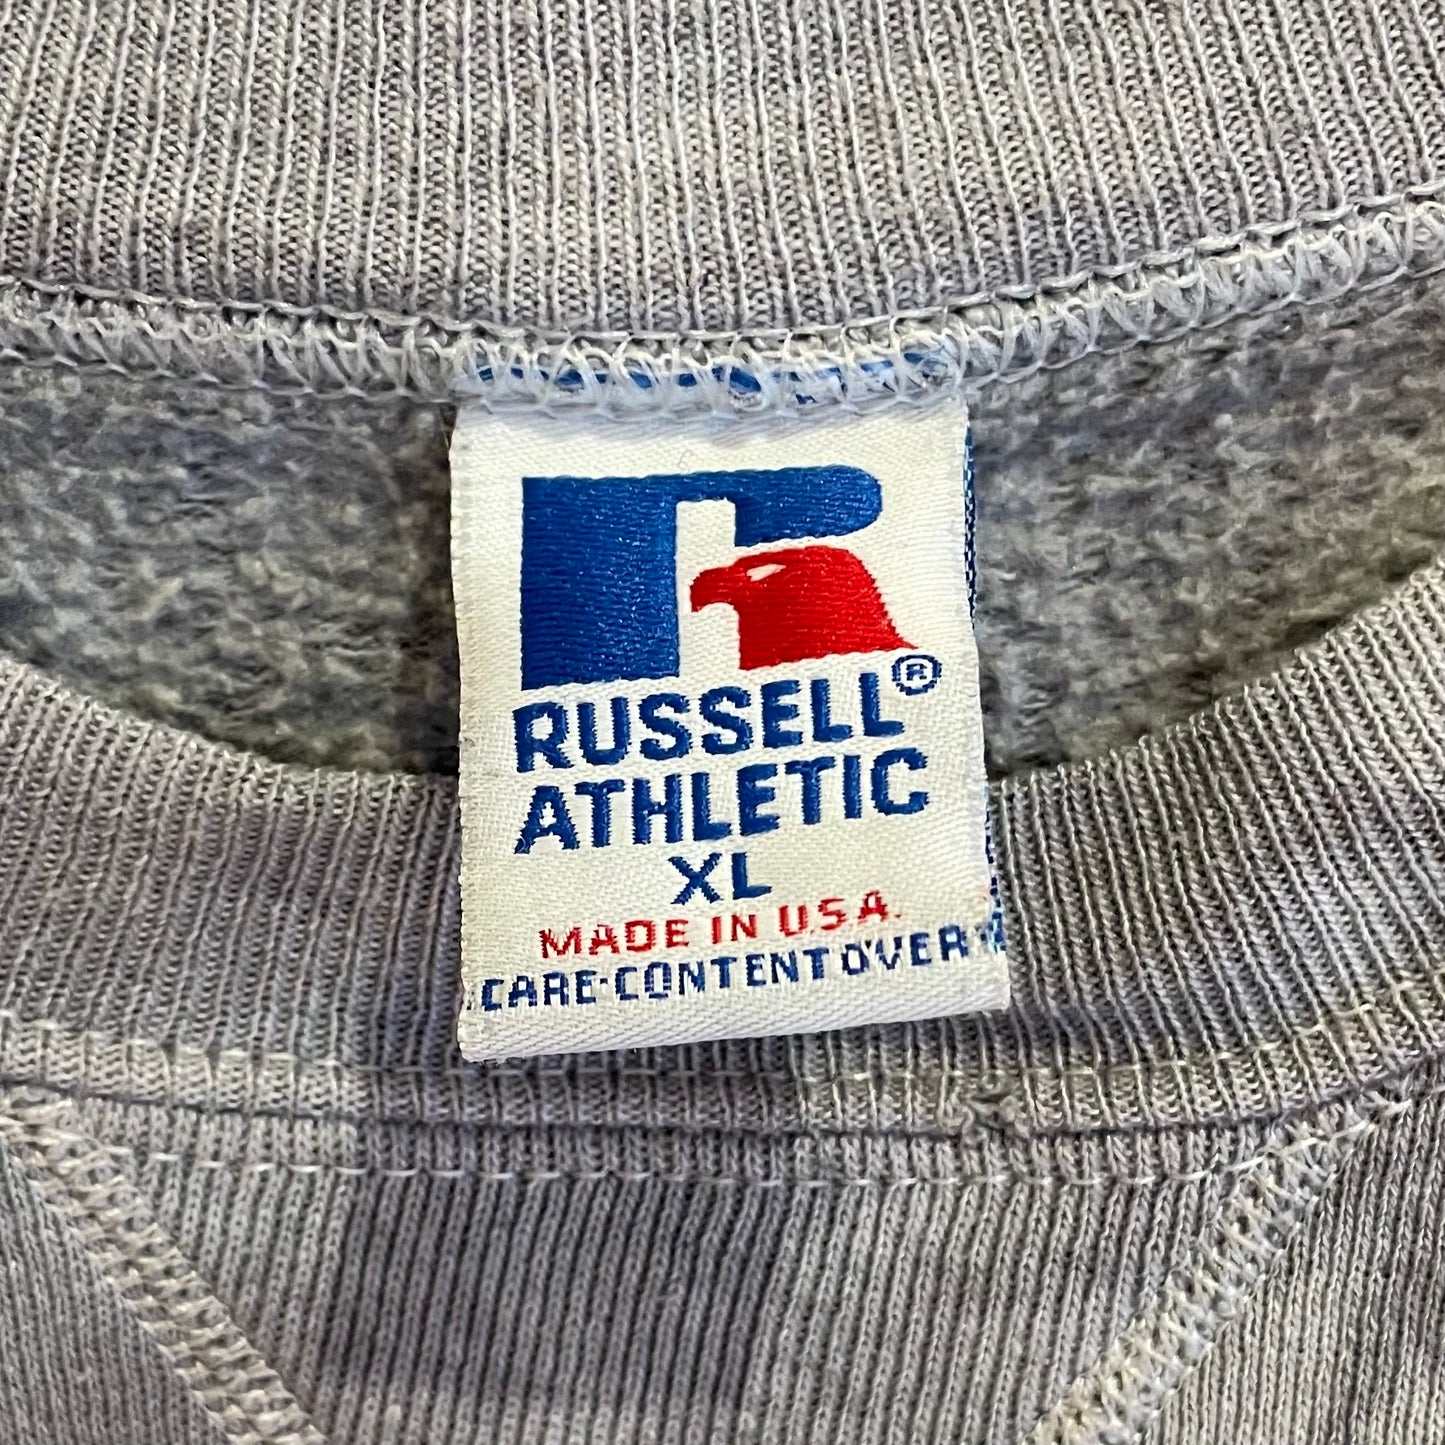 RUSSELL®
ATHLETIC
XL
MADE IN U.S.A.
CARE·CONTENT OVER